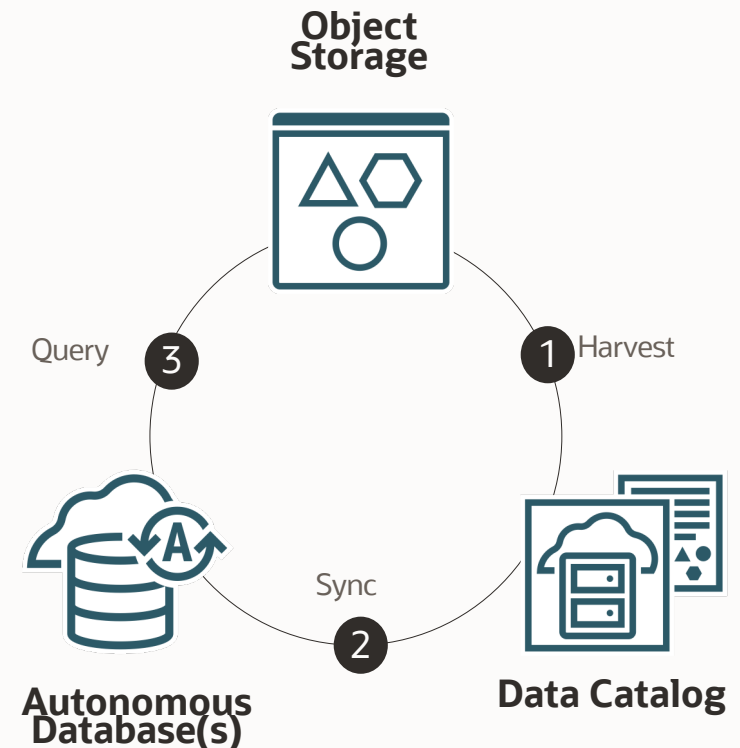 Object
Storage
Query
3
1
Harvest
A
Sync
2
Autonomous
Database(s)
Data Catalog